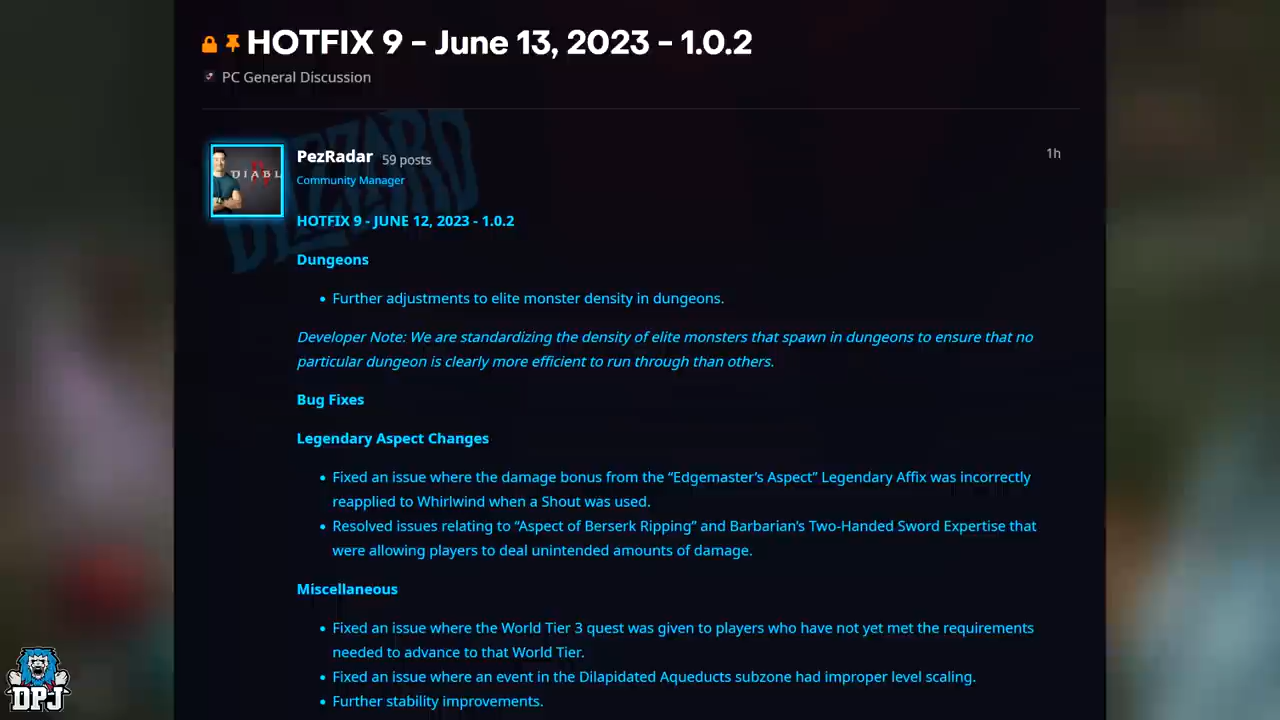 HOTFIX 9 - June 13, 2023 - 1.0.2
PC General Discussion
BLIZZARD
DIABL
PezRadar 59 posts
1h
Community Manager
HOTFIX 9 - JUNE 12, 2023 - 1.0.2
Dungeons
• Further adjustments to elite monster density in dungeons.
Developer Note: We are standardizing the density of elite monsters that spawn in dungeons to ensure that no
particular dungeon is clearly more efficient to run through than others.
Bug Fixes
Legendary Aspect Changes
• Fixed an issue where the damage bonus from the “Edgemaster’s Aspect” Legendary Affix was incorrectly
reapplied to Whirlwind when a Shout was used.
• Resolved issues relating to “Aspect of Berserk Ripping” and Barbarian’s Two-Handed Sword Expertise that
were allowing players to deal unintended amounts of damage.
Miscellaneous
• Fixed an issue where the World Tier 3 quest was given to players who have not yet met the requirements
needed to advance to that World Tier.
• Fixed an issue where an event in the Dilapidated Aqueducts subzone had improper level scaling.
• Further stability improvements.
DPJ